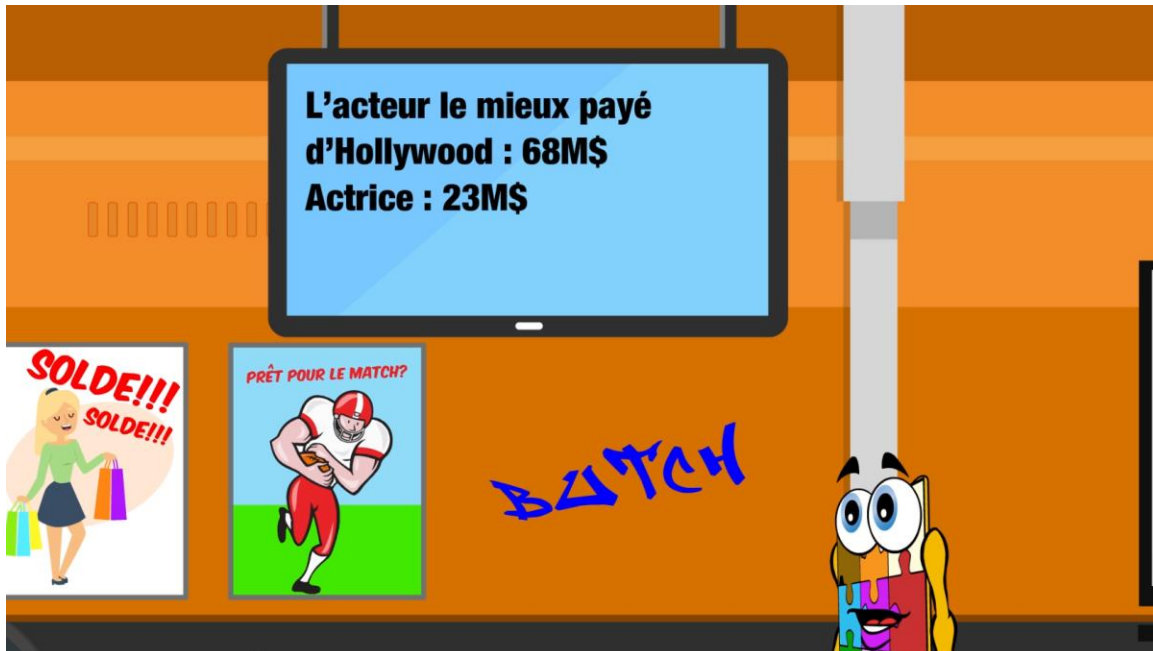 L'acteur le mieux payé
d'Hollywood : 68M$
Actrice : 23M$
SOLDE!!!
SOLDE!!!
PRÊT POUR LE MATCH?
BUTCH